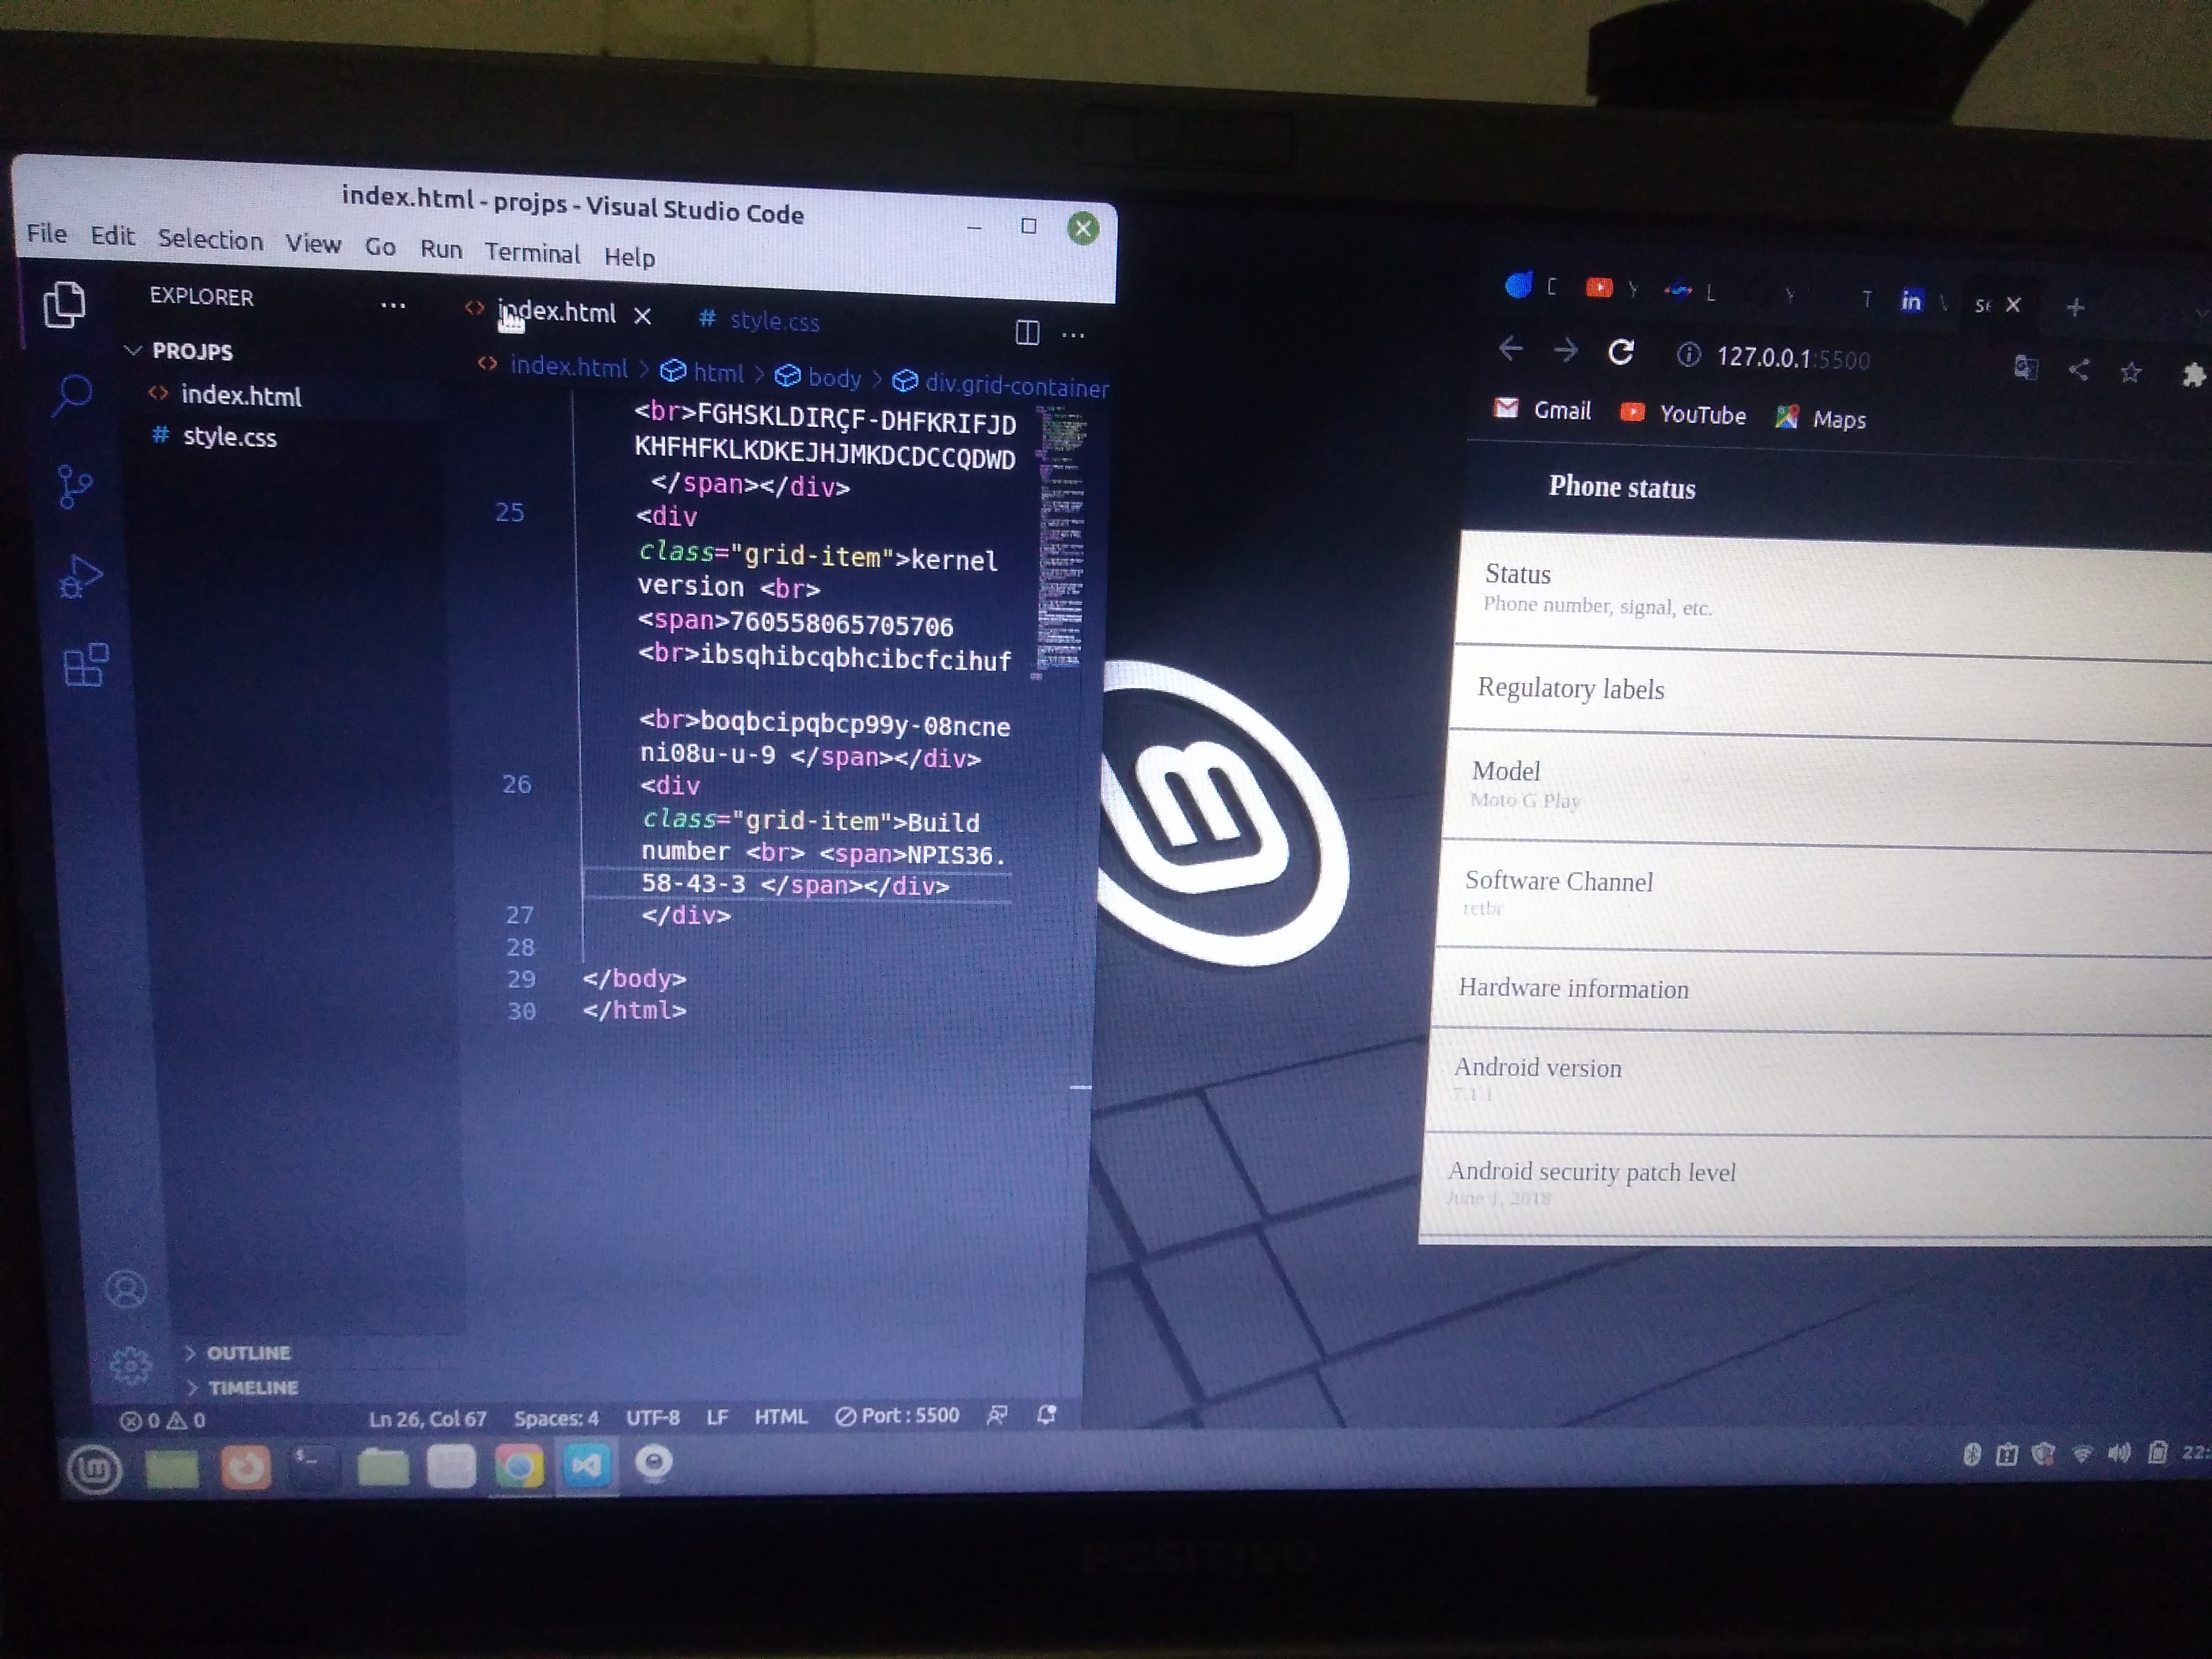 index.html - projps - Visual Studio Code
File Edit Selection View Go Run Terminal Help
EXPLORER
PROJPS
index.html
style.css
index.html
# style.css
index.html > html > body > div.grid-container
<br>FGHSKLDIRÇF-DHFKRIFJD
KHFHFKLKDKEJHJMKDCDCCQDWD
</span></div>
25 <div
class="grid-item">kernel
version <br>
<span>760558065705706
<br>ibsqhibcqbhcibcfcihuf
<br>boqbcipqbcp99y-08ncne
ni08u-u-9 </span></div>
26 <div
class="grid-item">Build
number <br> <span>NPIS36.
58-43-3 </span></div>
27 </div>
28
29 </body>
30 </html>
OUTLINE
TIMELINE
0 0 Ln 26, Col 67 Spaces: 4 UTF-8 LF HTML Port : 5500
127.0.0.1:5500
Gmail YouTube Maps
Phone status
Status
Phone number, signal, etc.
Regulatory labels
Model
Moto G Play
Software Channel
retbr
Hardware information
Android version
7.1.1
Android security patch level
June 1, 2018
POSITIVO